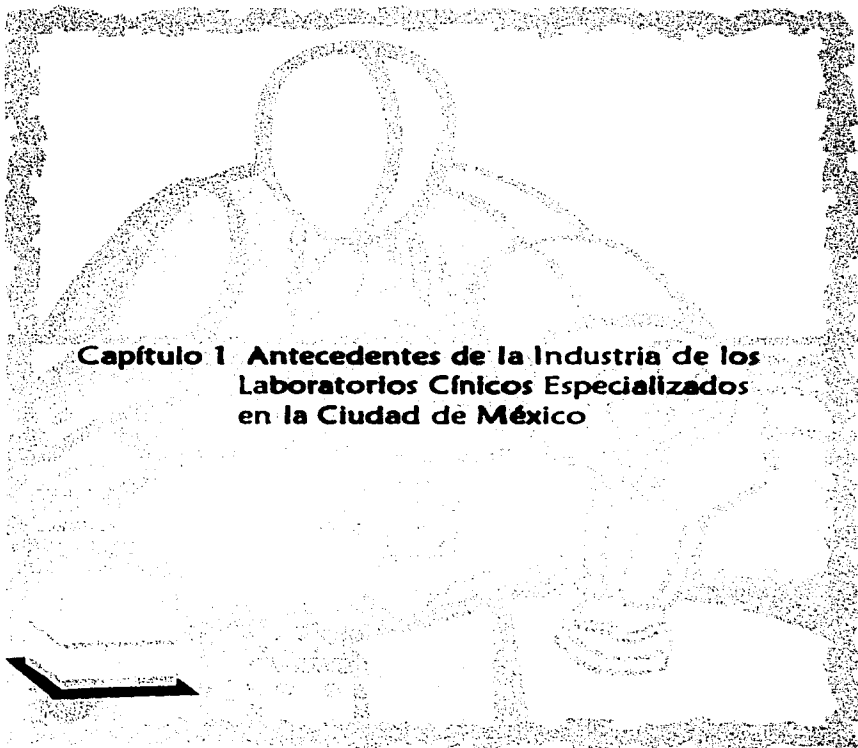 Capítulo 1 Antecedentes de la Industria de los
Laboratorios Cínicos Especializados
en la Ciudad de México